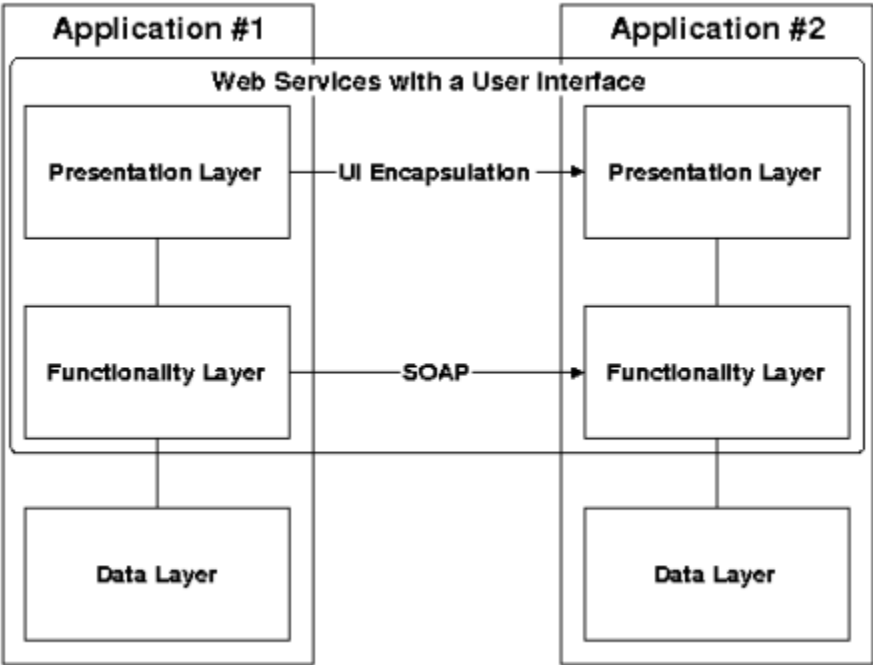 Application #1
Application #2
Web Services with a User Interface
Presentation Layer
UI Encapsulation
Presentation Layer
Functionality Layer
SOAP
Functionality Layer
Data Layer
Data Layer